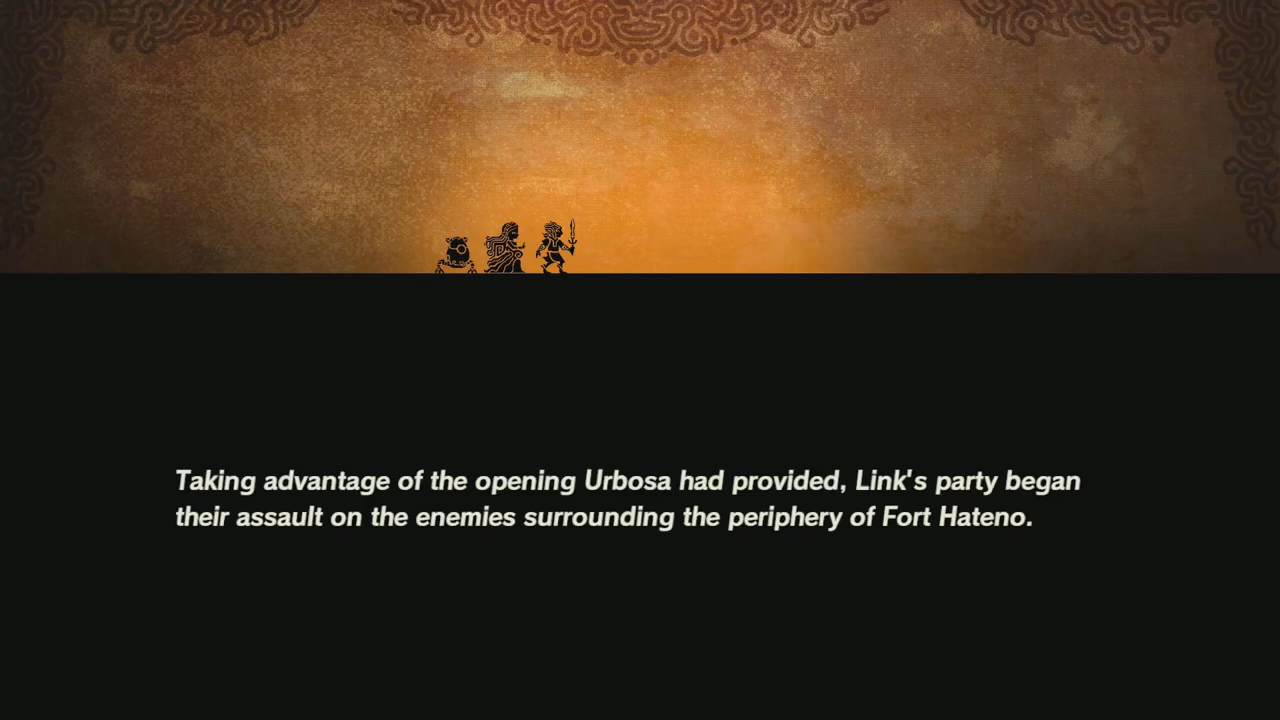 Taking advantage of the opening Urbosa had provided, Link's party began
their assault on the enemies surrounding the periphery of Fort Hateno.